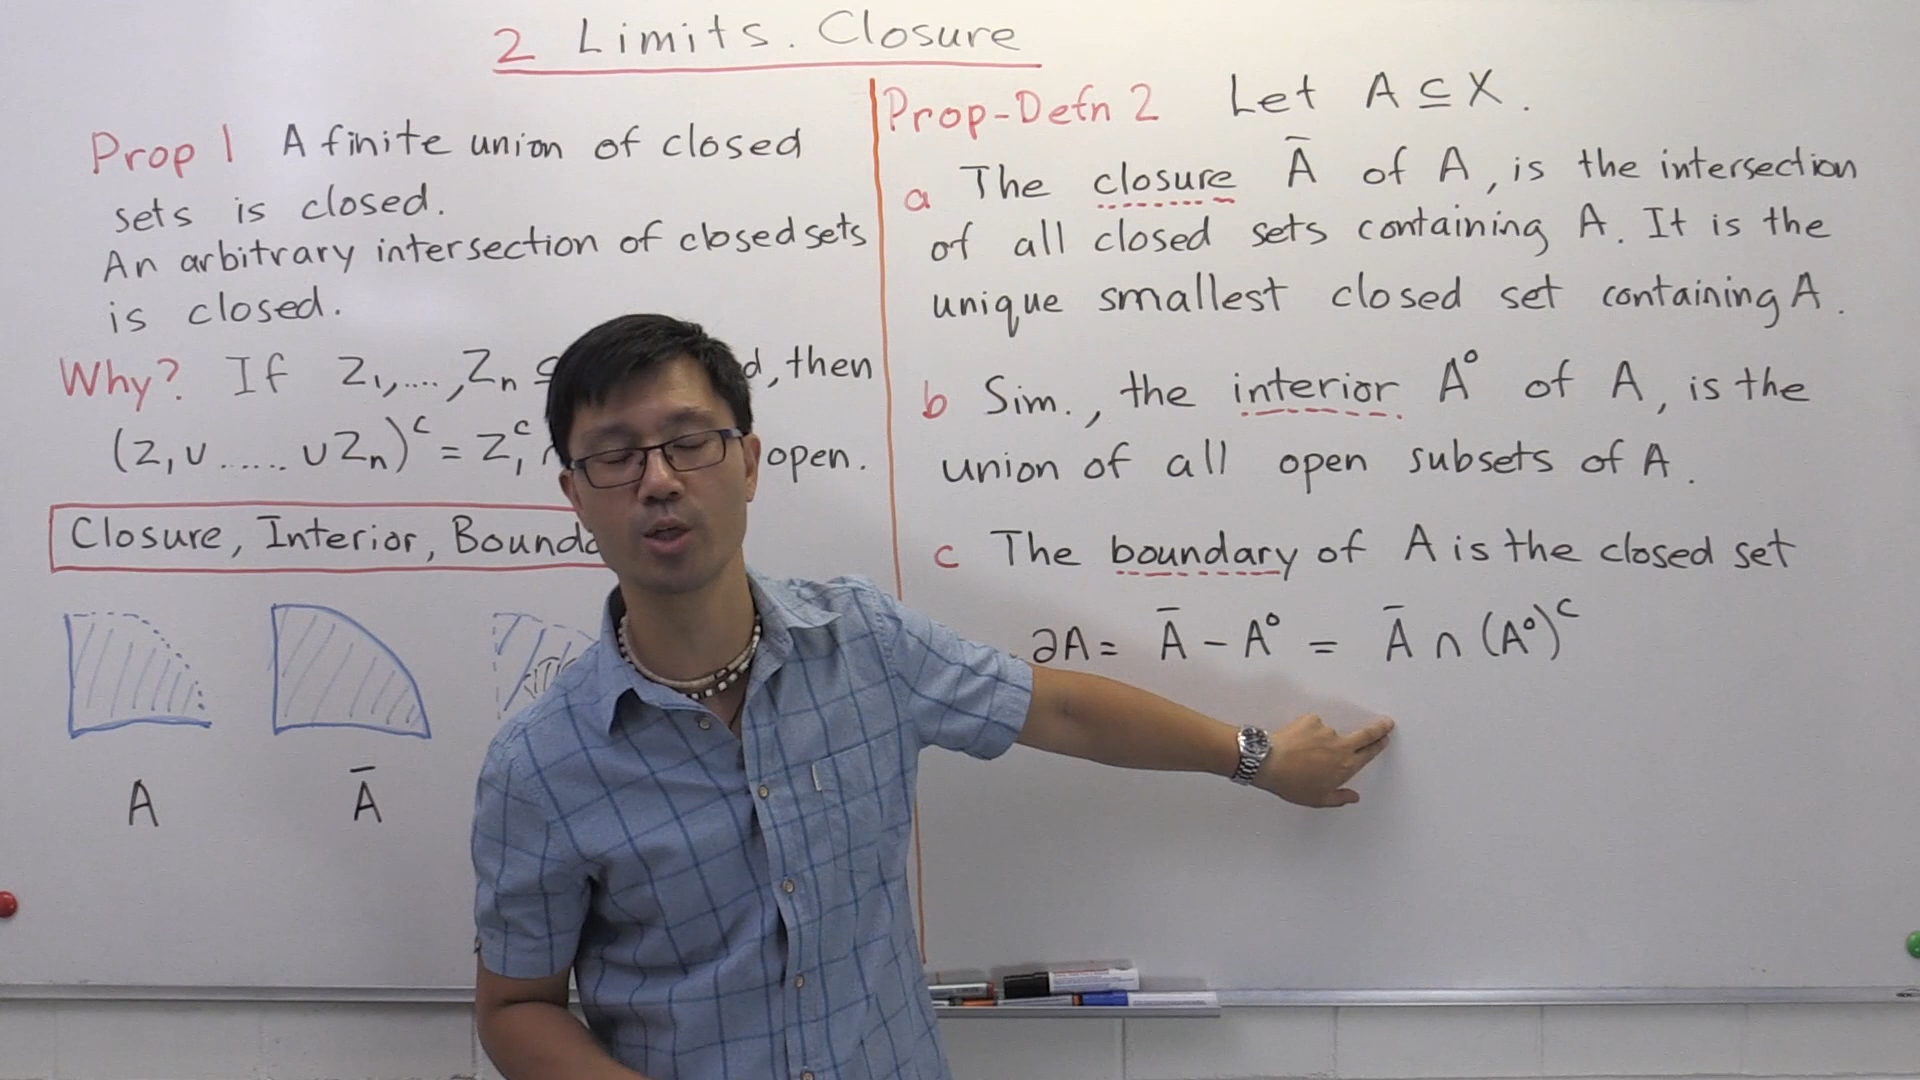 2 Limits. Closure
Prop 1 A finite union of closed
sets is closed.
An arbitrary intersection of closed sets
is closed.
Why? If Z₁,....,Zₙ ⊆ , then
(Z₁∪......∪Zₙ)ᶜ = Z₁ᶜ ∩ open.
Closure, Interior,
A Ā
Prop-Defn 2 Let A ⊆ X.
a The closure Ā of A, is the intersection
of all closed sets containing A. It is the
unique smallest closed set containing A.
b Sim., the interior A° of A, is the
union of all open subsets of A.
c The boundary of A is the closed set
∂A = Ā - A° = Ā ∩ (A°)ᶜ